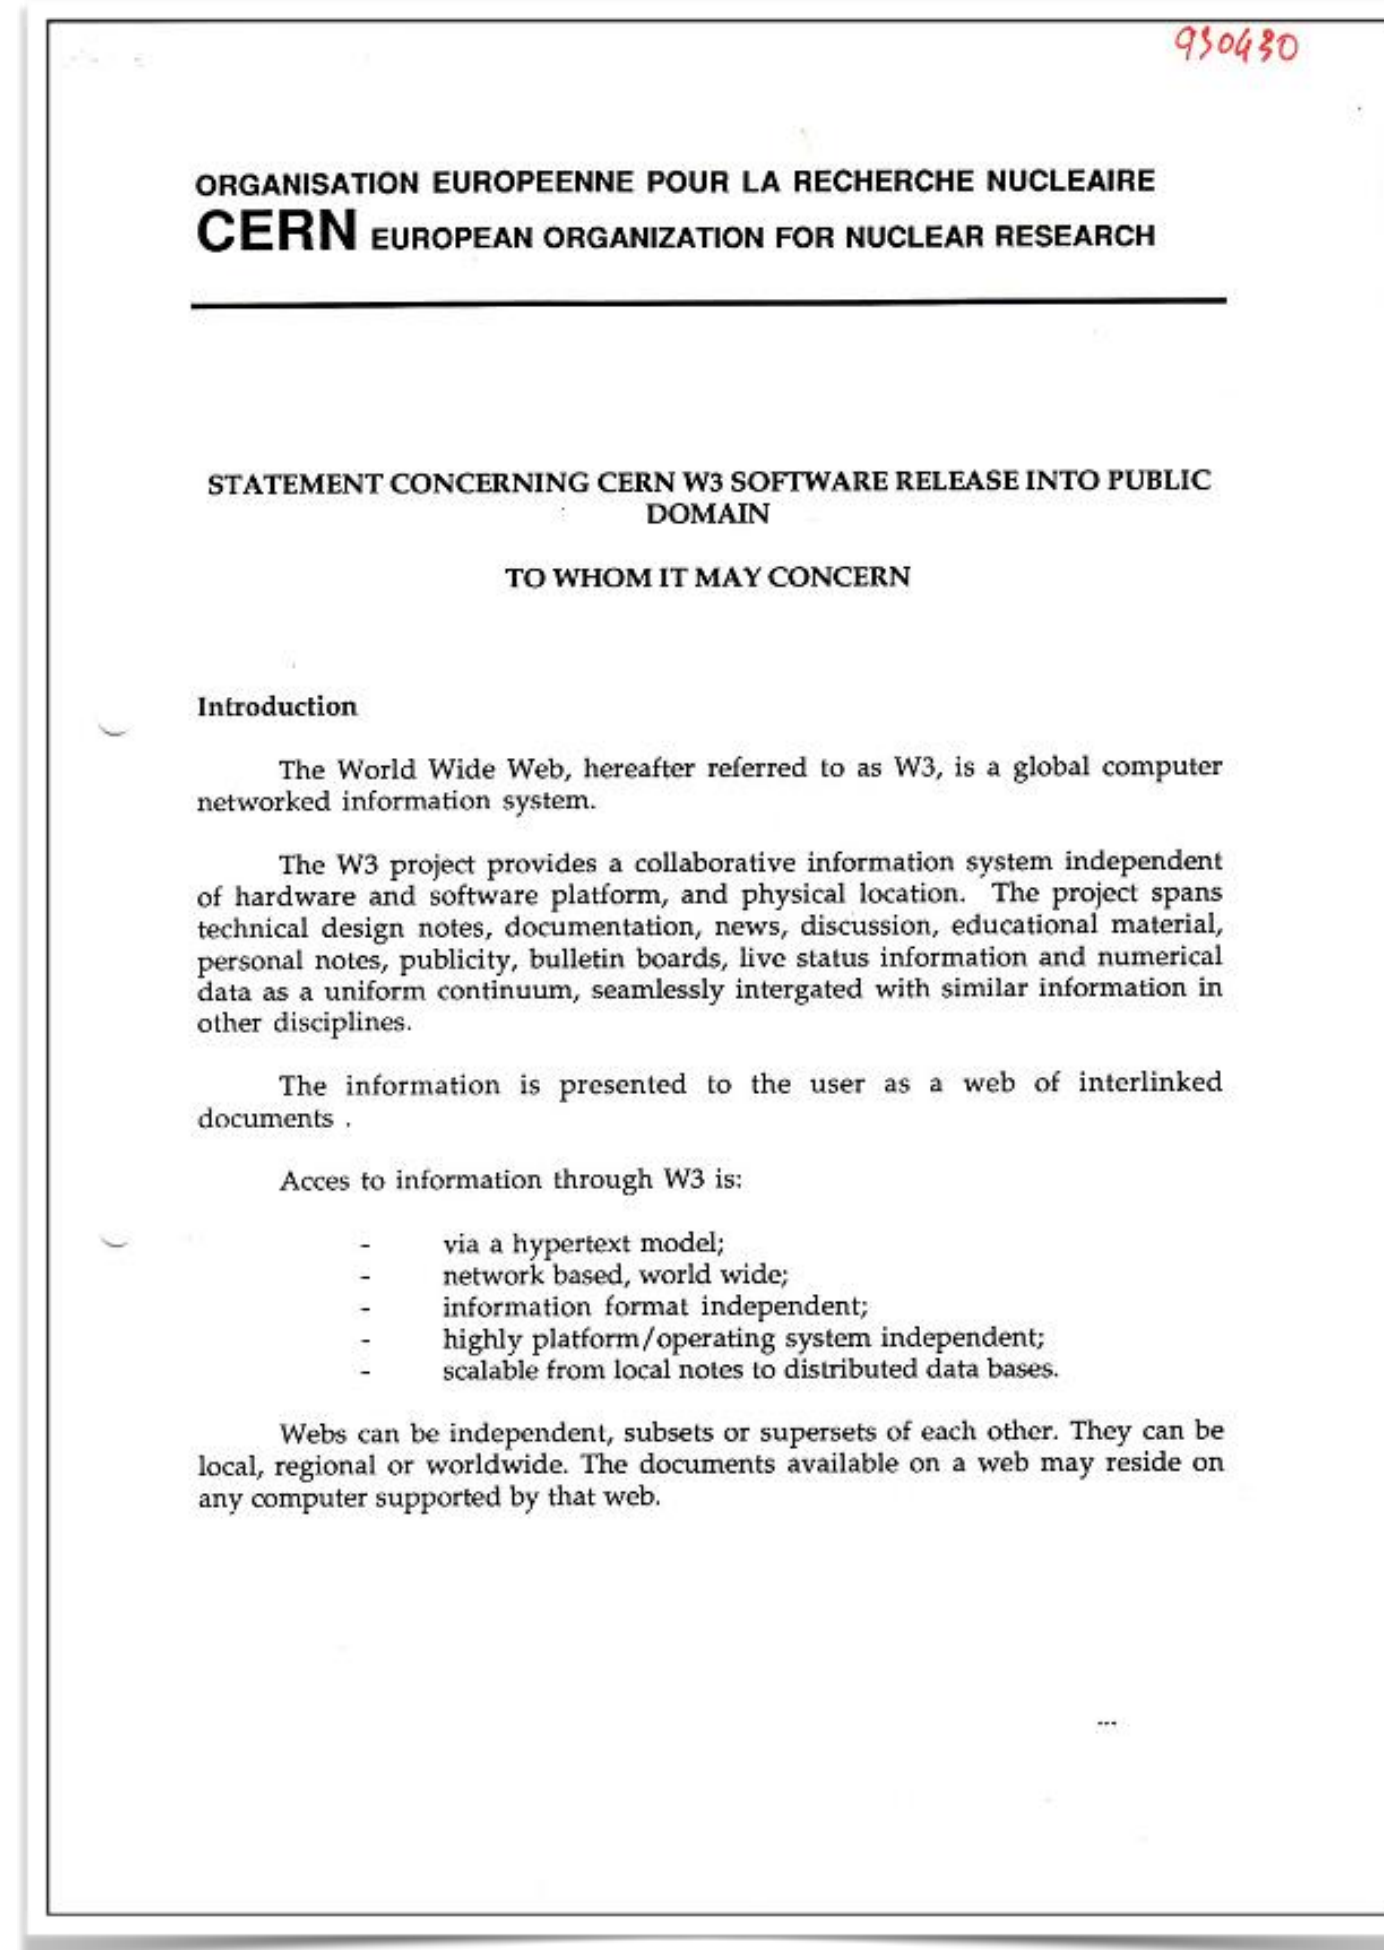 930430
ORGANISATION EUROPEENNE POUR LA RECHERCHE NUCLEAIRE
CERN EUROPEAN ORGANIZATION FOR NUCLEAR RESEARCH
STATEMENT CONCERNING CERN W3 SOFTWARE RELEASE INTO PUBLIC
DOMAIN
TO WHOM IT MAY CONCERN
Introduction
The World Wide Web, hereafter referred to as W3, is a global computer
networked information system.
The W3 project provides a collaborative information system independent
of hardware and software platform, and physical location. The project spans
technical design notes, documentation, news, discussion, educational material,
personal notes, publicity, bulletin boards, live status information and numerical
data as a uniform continuum, seamlessly intergated with similar information in
other disciplines.
The information is presented to the user as a web of interlinked
documents .
Acces to information through W3 is:
- via a hypertext model;
- network based, world wide;
- information format independent;
- highly platform/operating system independent;
- scalable from local notes to distributed data bases.
Webs can be independent, subsets or supersets of each other. They can be
local, regional or worldwide. The documents available on a web may reside on
any computer supported by that web.
---